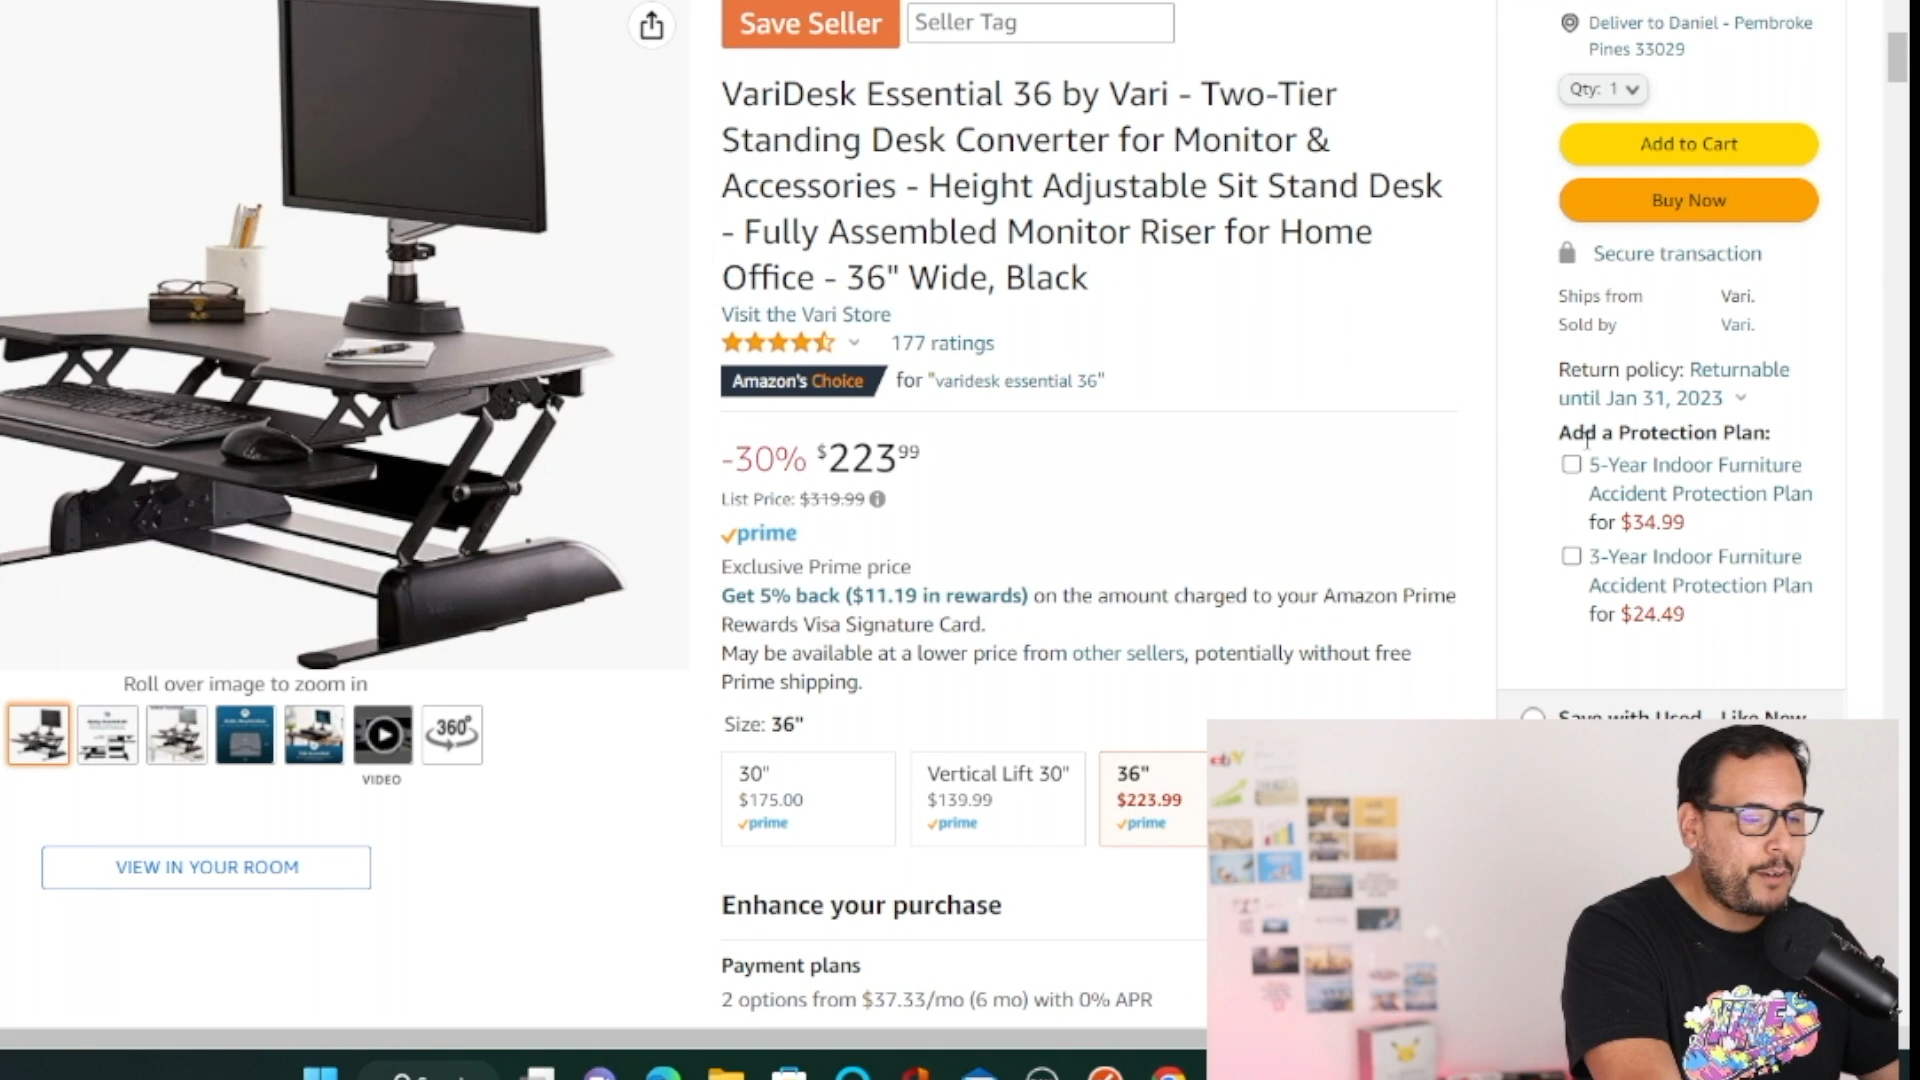 Save Seller
Seller Tag
VariDesk Essential 36 by Vari - Two-Tier
Standing Desk Converter for Monitor &
Accessories - Height Adjustable Sit Stand Desk
- Fully Assembled Monitor Riser for Home
Office - 36" Wide, Black
Visit the Vari Store
177 ratings
Amazon's Choice for "varidesk essential 36"
-30% $223 99
List Price: $319.99
prime
Exclusive Prime price
Get 5% back ($11.19 in rewards) on the amount charged to your Amazon Prime
Rewards Visa Signature Card.
May be available at a lower price from other sellers, potentially without free
Prime shipping.
Size: 36"
30"
$175.00
prime
Vertical Lift 30"
$139.99
prime
36"
$223.99
prime
Enhance your purchase
Payment plans
2 options from $37.33/mo (6 mo) with 0% APR
Roll over image to zoom in
360°
VIDEO
VIEW IN YOUR ROOM
Deliver to Daniel - Pembroke
Pines 33029
Qty: 1
Add to Cart
Buy Now
Secure transaction
Ships from Vari.
Sold by Vari.
Return policy: Returnable
until Jan 31, 2023
Add a Protection Plan:
5-Year Indoor Furniture
Accident Protection Plan
for $34.99
3-Year Indoor Furniture
Accident Protection Plan
for $24.49
Save with Used - Like New
ebY